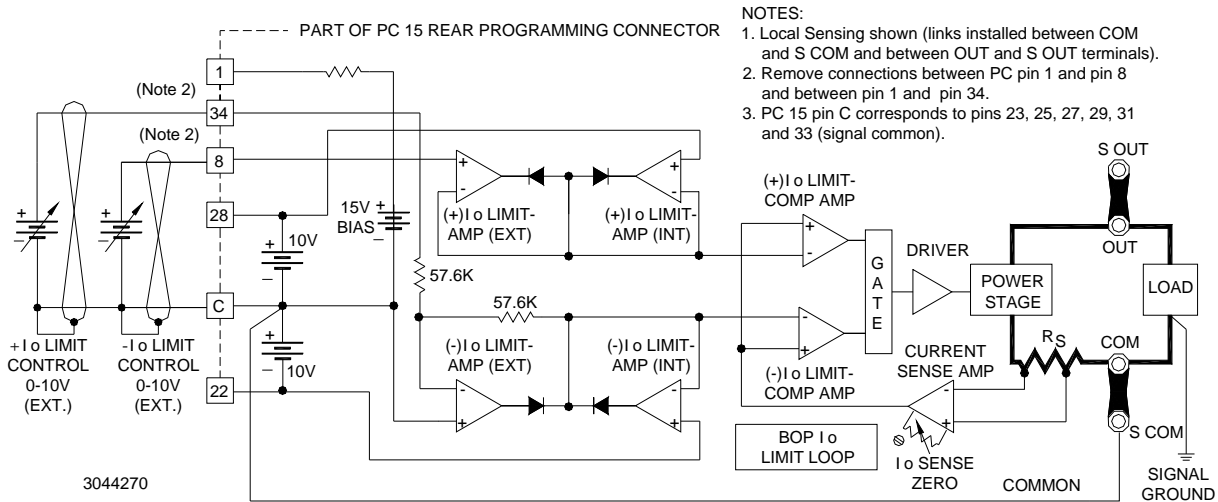 PART OF PC 15 REAR PROGRAMMING CONNECTOR
NOTES:
1. Local Sensing shown (links installed between COM
and S COM and between OUT and S OUT terminals).
2. Remove connections between PC pin 1 and pin 8
and between pin 1 and pin 34.
3. PC 15 pin C corresponds to pins 23, 25, 27, 29, 31
and 33 (signal common).
1
(Note 2)
34
(Note 2)
8
28
C
22
+
–
+
–
+I o LIMIT
CONTROL
0-10V
(EXT.)
-I o LIMIT
CONTROL
0-10V
(EXT.)
+
10V
–
+
10V
–
15V
BIAS
+
–
57.6K
57.6K
+
-
(+)I o LIMIT-
AMP (EXT)
+
-
(+)I o LIMIT-
AMP (INT)
(-)I o LIMIT-
AMP (EXT)
-
+
(-)I o LIMIT-
AMP (INT)
-
+
(+)I o LIMIT-
COMP AMP
+
-
-
+
(-)I o LIMIT-
COMP AMP
G
A
T
E
DRIVER
POWER
STAGE
S OUT
OUT
LOAD
RS
COM
S COM
CURRENT
SENSE AMP
-
+
I o SENSE
ZERO
BOP I o
LIMIT LOOP
COMMON
SIGNAL
GROUND
3044270